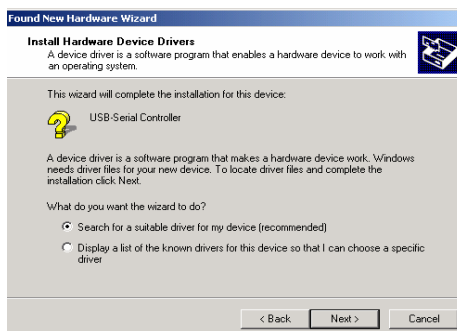 Found New Hardware Wizard
Install Hardware Device Drivers
A device driver is a software program that enables a hardware device to work with
an operating system.
This wizard will complete the installation for this device:
USB-Serial Controller
A device driver is a software program that makes a hardware device work. Windows
needs driver files for your new device. To locate driver files and complete the
installation click Next.
What do you want the wizard to do?
Search for a suitable driver for my device (recommended)
Display a list of the known drivers for this device so that I can choose a specific
driver
< Back Next > Cancel